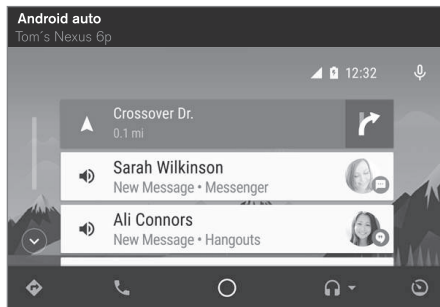 Android auto
Tom´s Nexus 6p
12:32
Crossover Dr.
0.1 mi
Sarah Wilkinson
New Message • Messenger
Ali Connors
New Message • Hangouts